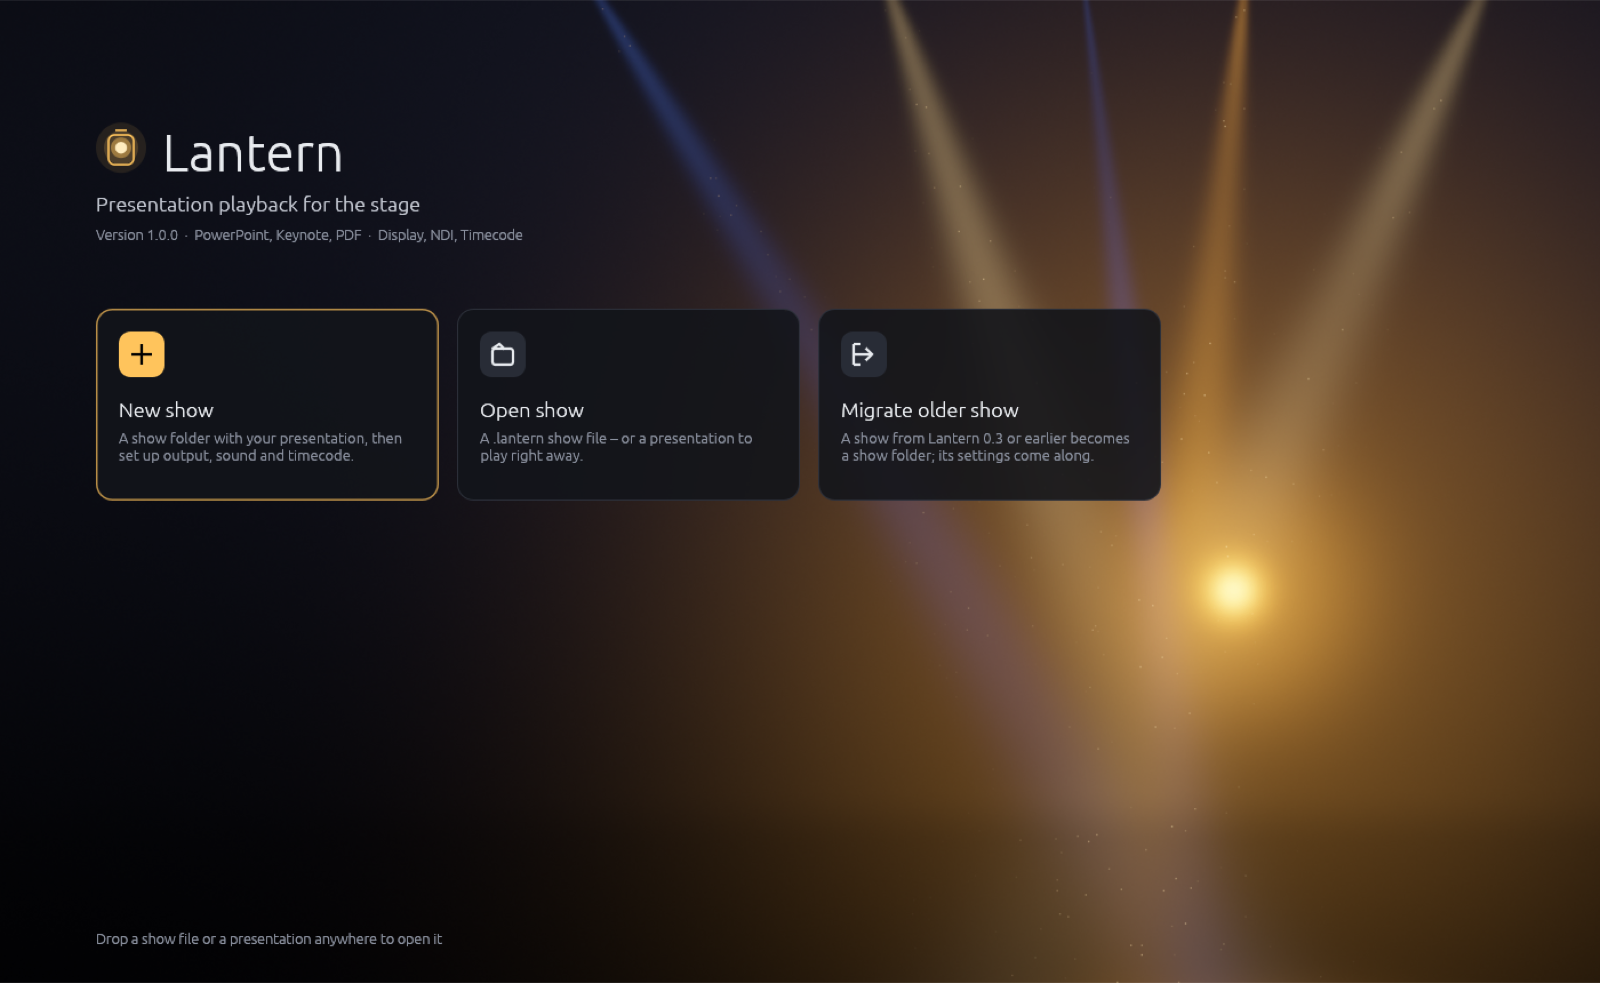 Lantern
Presentation playback for the stage
Version 1.0.0 · PowerPoint, Keynote, PDF · Display, NDI, Timecode
New show
A show folder with your presentation, then
set up output, sound and timecode.
Open show
A .lantern show file – or a presentation to
play right away.
Migrate older show
A show from Lantern 0.3 or earlier becomes
a show folder; its settings come along.
Drop a show file or a presentation anywhere to open it